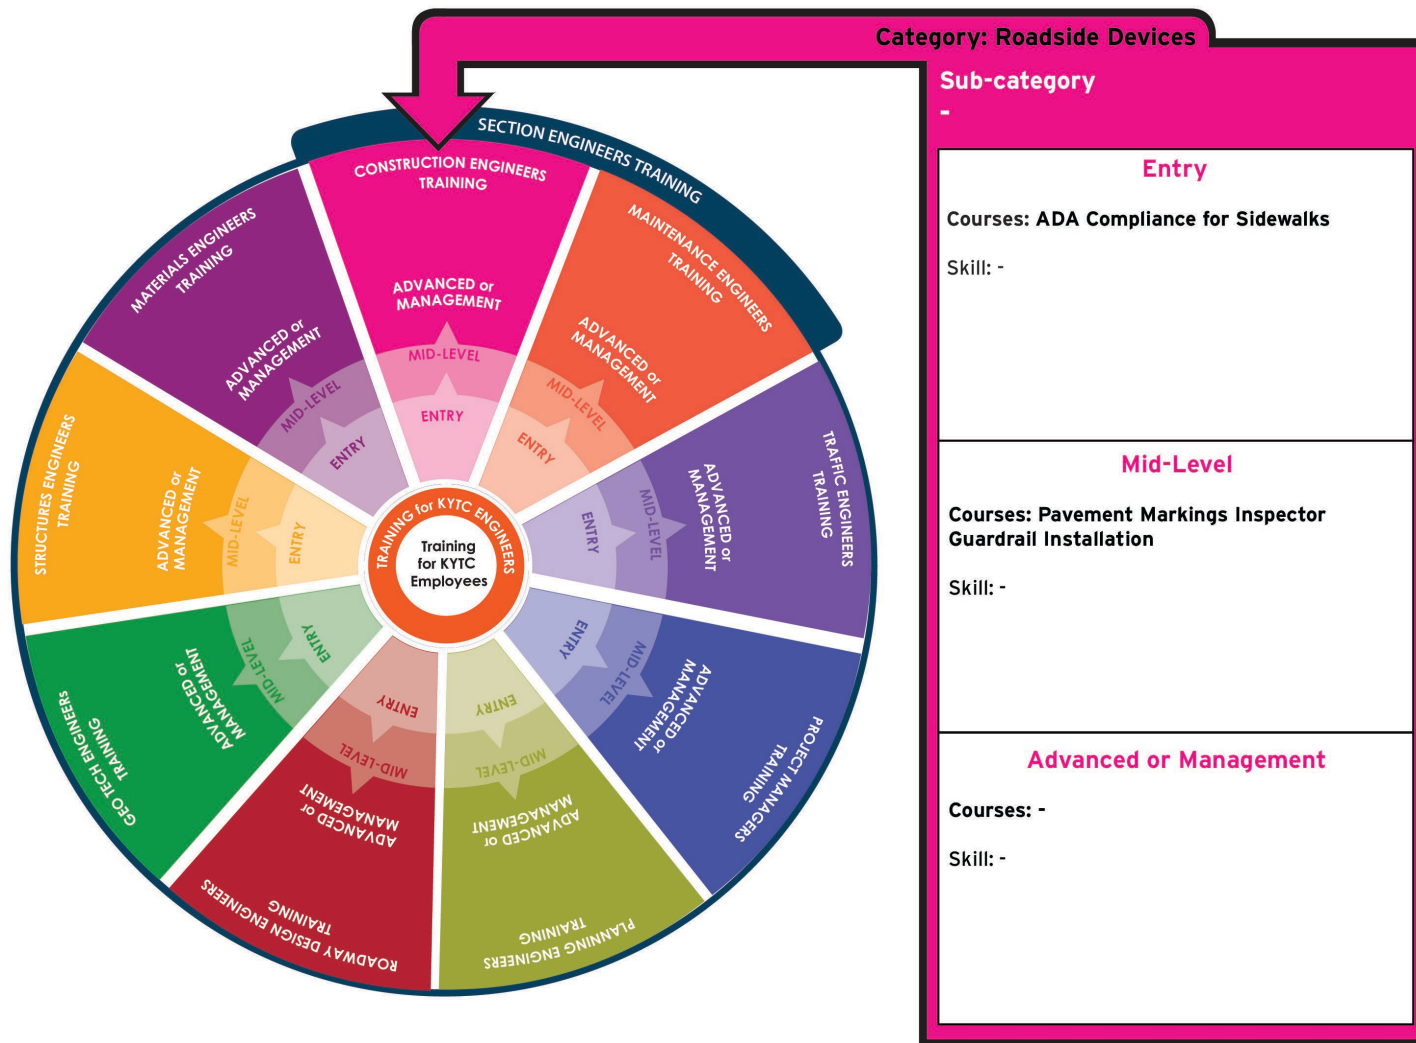 Category: Roadside Devices
Sub-category
-
Entry
Courses: ADA Compliance for Sidewalks
Skill: -
Mid-Level
Courses: Pavement Markings Inspector
Guardrail Installation
Skill: -
Advanced or Management
Courses: -
Skill: -
SECTION ENGINEERS TRAINING
CONSTRUCTION ENGINEERS
TRAINING
ADVANCED or
MANAGEMENT
MID-LEVEL
ENTRY
MAINTENANCE ENGINEERS
TRAINING
ADVANCED or
MANAGEMENT
MID-LEVEL
ENTRY
TRAFFIC ENGINEERS
TRAINING
ADVANCED or
MANAGEMENT
MID-LEVEL
ENTRY
PROJECT MANAGERS
TRAINING
ADVANCED or
MANAGEMENT
MID-LEVEL
ENTRY
PLANNING ENGINEERS
TRAINING
ADVANCED or
MANAGEMENT
MID-LEVEL
ENTRY
ROADWAY DESIGN ENGINEERS
TRAINING
ADVANCED or
MANAGEMENT
MID-LEVEL
ENTRY
GEO TECH ENGINEERS
TRAINING
ADVANCED or
MANAGEMENT
MID-LEVEL
ENTRY
STRUCTURES ENGINEERS
TRAINING
ADVANCED or
MANAGEMENT
MID-LEVEL
ENTRY
MATERIALS ENGINEERS
TRAINING
ADVANCED or
MANAGEMENT
MID-LEVEL
ENTRY
TRAINING for KYTC ENGINEERS
Training
for KYTC
Employees